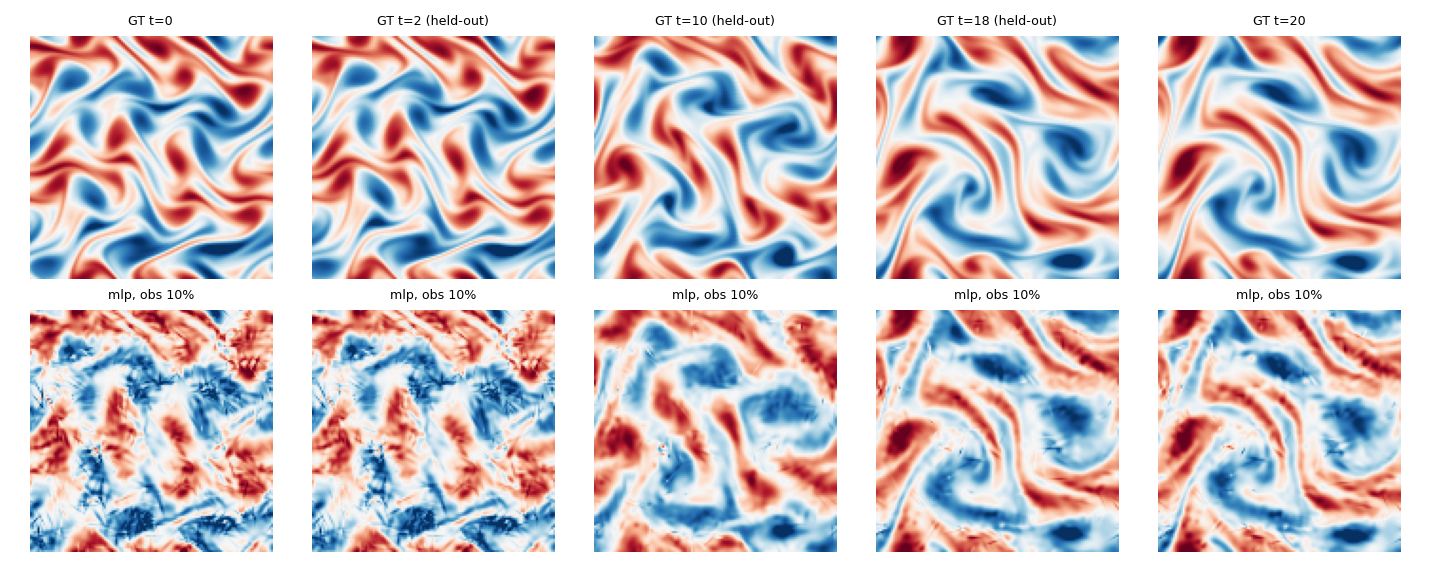 GT t=0
GT t=2 (held-out)
GT t=10 (held-out)
GT t=18 (held-out)
GT t=20
mlp, obs 10%
mlp, obs 10%
mlp, obs 10%
mlp, obs 10%
mlp, obs 10%